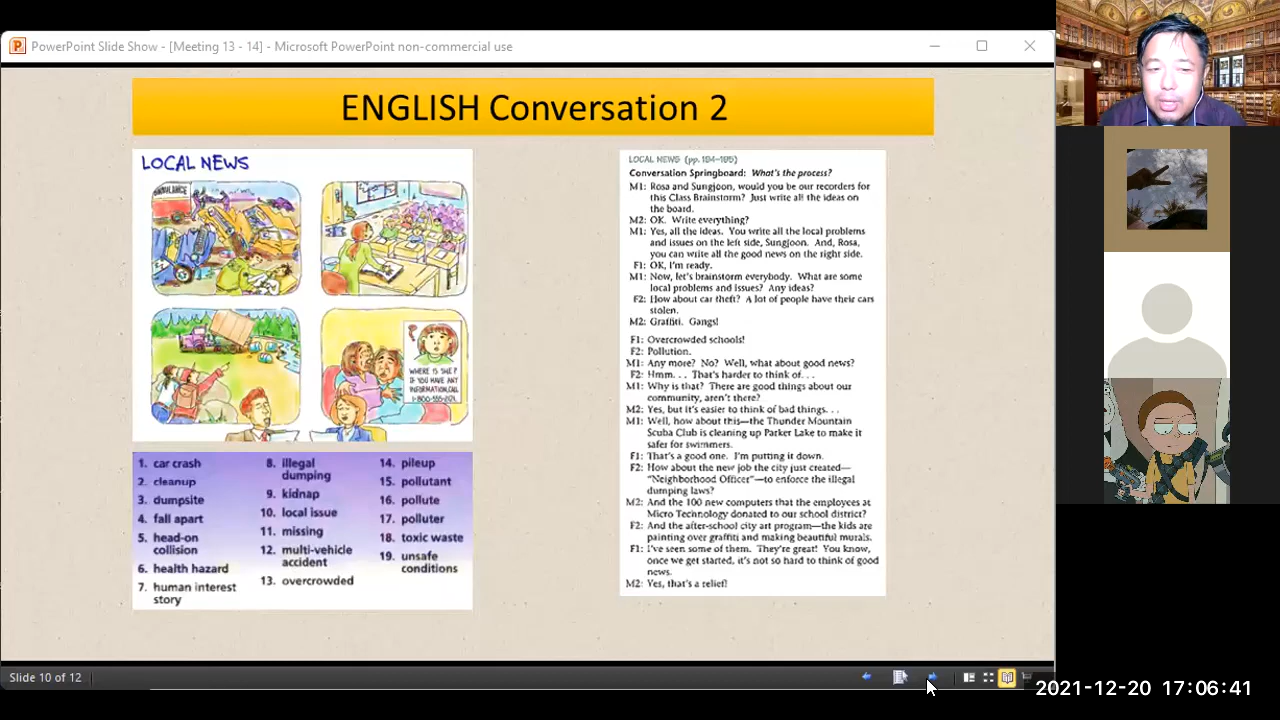 PowerPoint Slide Show - [Meeting 13 - 14] - Microsoft PowerPoint non-commercial use
ENGLISH Conversation 2
LOCAL NEWS
AMBULANCE
WHERE IS SHE?
IF YOU HAVE ANY
INFORMATION, CALL
1-800-555-2121.
1. car crash
2. cleanup
3. dumpsite
4. fall apart
5. head-on
collision
6. health hazard
7. human interest
story
8. illegal
dumping
9. kidnap
10. local issue
11. missing
12. multi-vehicle
accident
13. overcrowded
14. pileup
15. pollutant
16. pollute
17. polluter
18. toxic waste
19. unsafe
conditions
LOCAL NEWS (pp. 194-195)
Conversation Springboard: What's the process?
M1: Rosa and Sungjoon, would you be our recorders for
this Class Brainstorm? Just write all the ideas on
the board.
M2: OK. Write everything?
M1: Yes, all the ideas. You write all the local problems
and issues on the left side, Sungjoon. And, Rosa,
you can write all the good news on the right side.
F1: OK, I'm ready.
M1: Now, let's brainstorm everybody. What are some
local problems and issues? Any ideas?
F2: How about car theft? A lot of people have their cars
stolen.
M2: Graffiti. Gangs!
F1: Overcrowded schools!
F2: Pollution.
M1: Any more? No? Well, what about good news?
F2: Hmm. . . That's harder to think of. . .
M1: Why is that? There are good things about our
community, aren't there?
M2: Yes, but it's easier to think of bad things. . .
M1: Well, how about this—the Thunder Mountain
Scuba Club is cleaning up Parker Lake to make it
safer for swimmers.
F1: That's a good one. I'm putting it down.
F2: How about the new job the city just created—
"Neighborhood Officer"—to enforce the illegal
dumping laws?
M2: And the 100 new computers that the employees at
Micro Technology donated to our school district?
F2: And the after-school city art program—the kids are
painting over graffiti and making beautiful murals.
F1: I've seen some of them. They're great! You know,
once we get started, it's not so hard to think of good
news.
M2: Yes, that's a relief!
Slide 10 of 12
2021-12-20 17:06:41